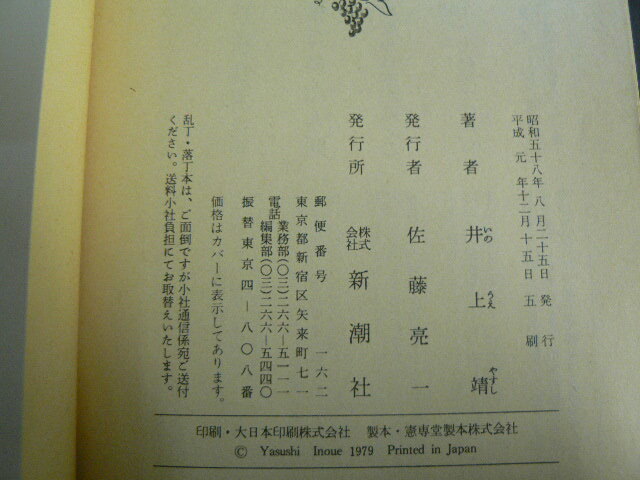 昭和五十八年 八 月二十五日 発 行
平成 元 年十二月 十 五日 五 刷
著 者 井いの 上うえ 靖やすし
発 行 者 佐 藤 亮 一
発 行 所 株式会社 新 潮 社
郵 便 番 号 一 六 二
東 京 都 新 宿 区 矢 来 町 七 一
電話 業務部(〇三)二六六―五一一一
編集部(〇三)二六六―五四四〇
振 替 東 京 四 ― 八 〇 八 番
価格はカバーに表示してあります。
乱丁・落丁本は、ご面倒ですが小社通信係宛ご送付
ください。送料小社負担にてお取替えいたします。
印刷・大日本印刷株式会社 製本・憲専堂製本株式会社
© Yasushi Inoue 1979 Printed in Japan